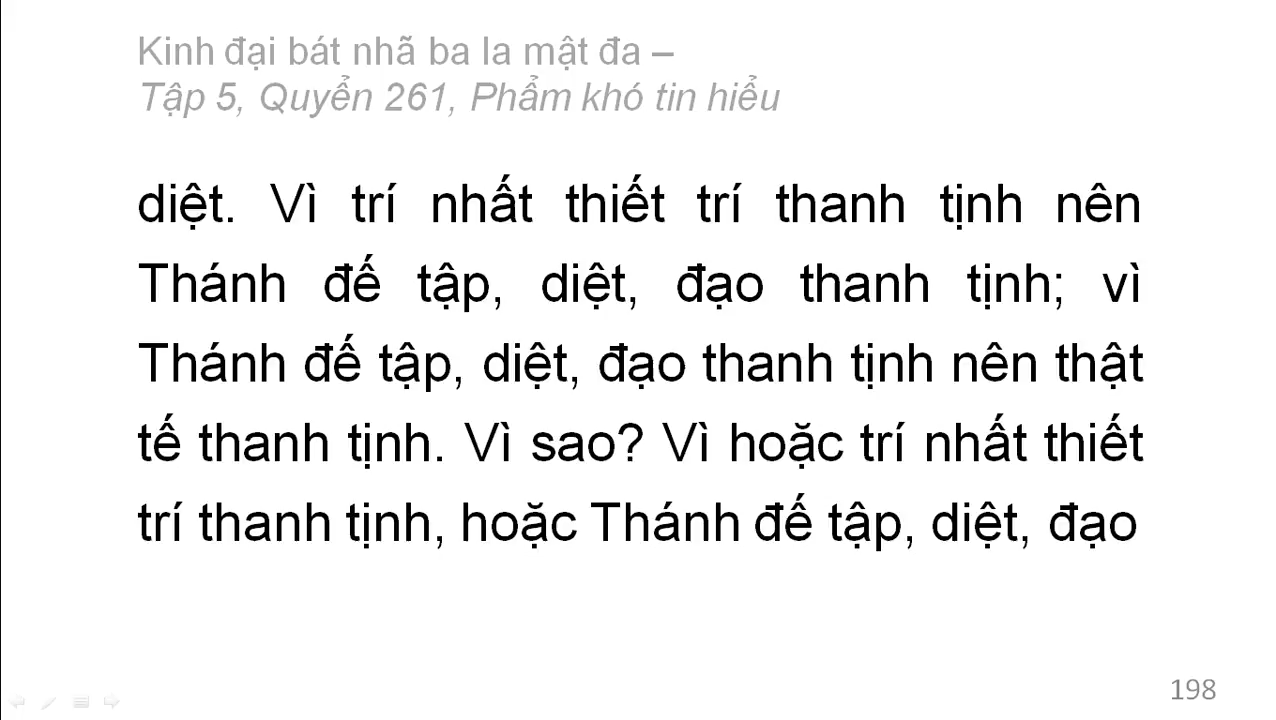 Kinh đại bát nhã ba la mật đa –
Tập 5, Quyển 261, Phẩm khó tin hiểu
diệt. Vì trí nhất thiết trí thanh tịnh nên
Thánh đế tập, diệt, đạo thanh tịnh; vì
Thánh đế tập, diệt, đạo thanh tịnh nên thật
tế thanh tịnh. Vì sao? Vì hoặc trí nhất thiết
trí thanh tịnh, hoặc Thánh đế tập, diệt, đạo
198